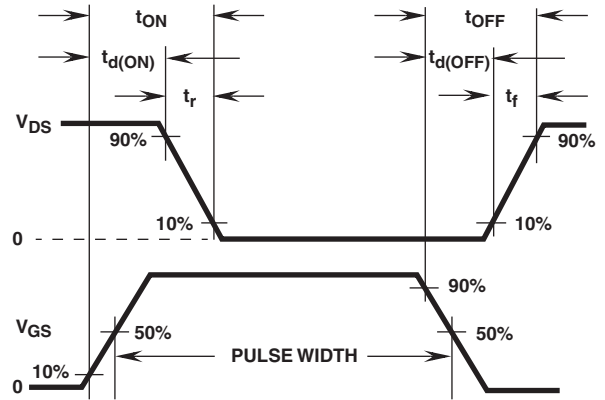 tON tOFF
td(ON) td(OFF)
tr tf
VDS
90% 90%
10% 10%
0
90%
VGS
50% 50%
PULSE WIDTH
10%
0